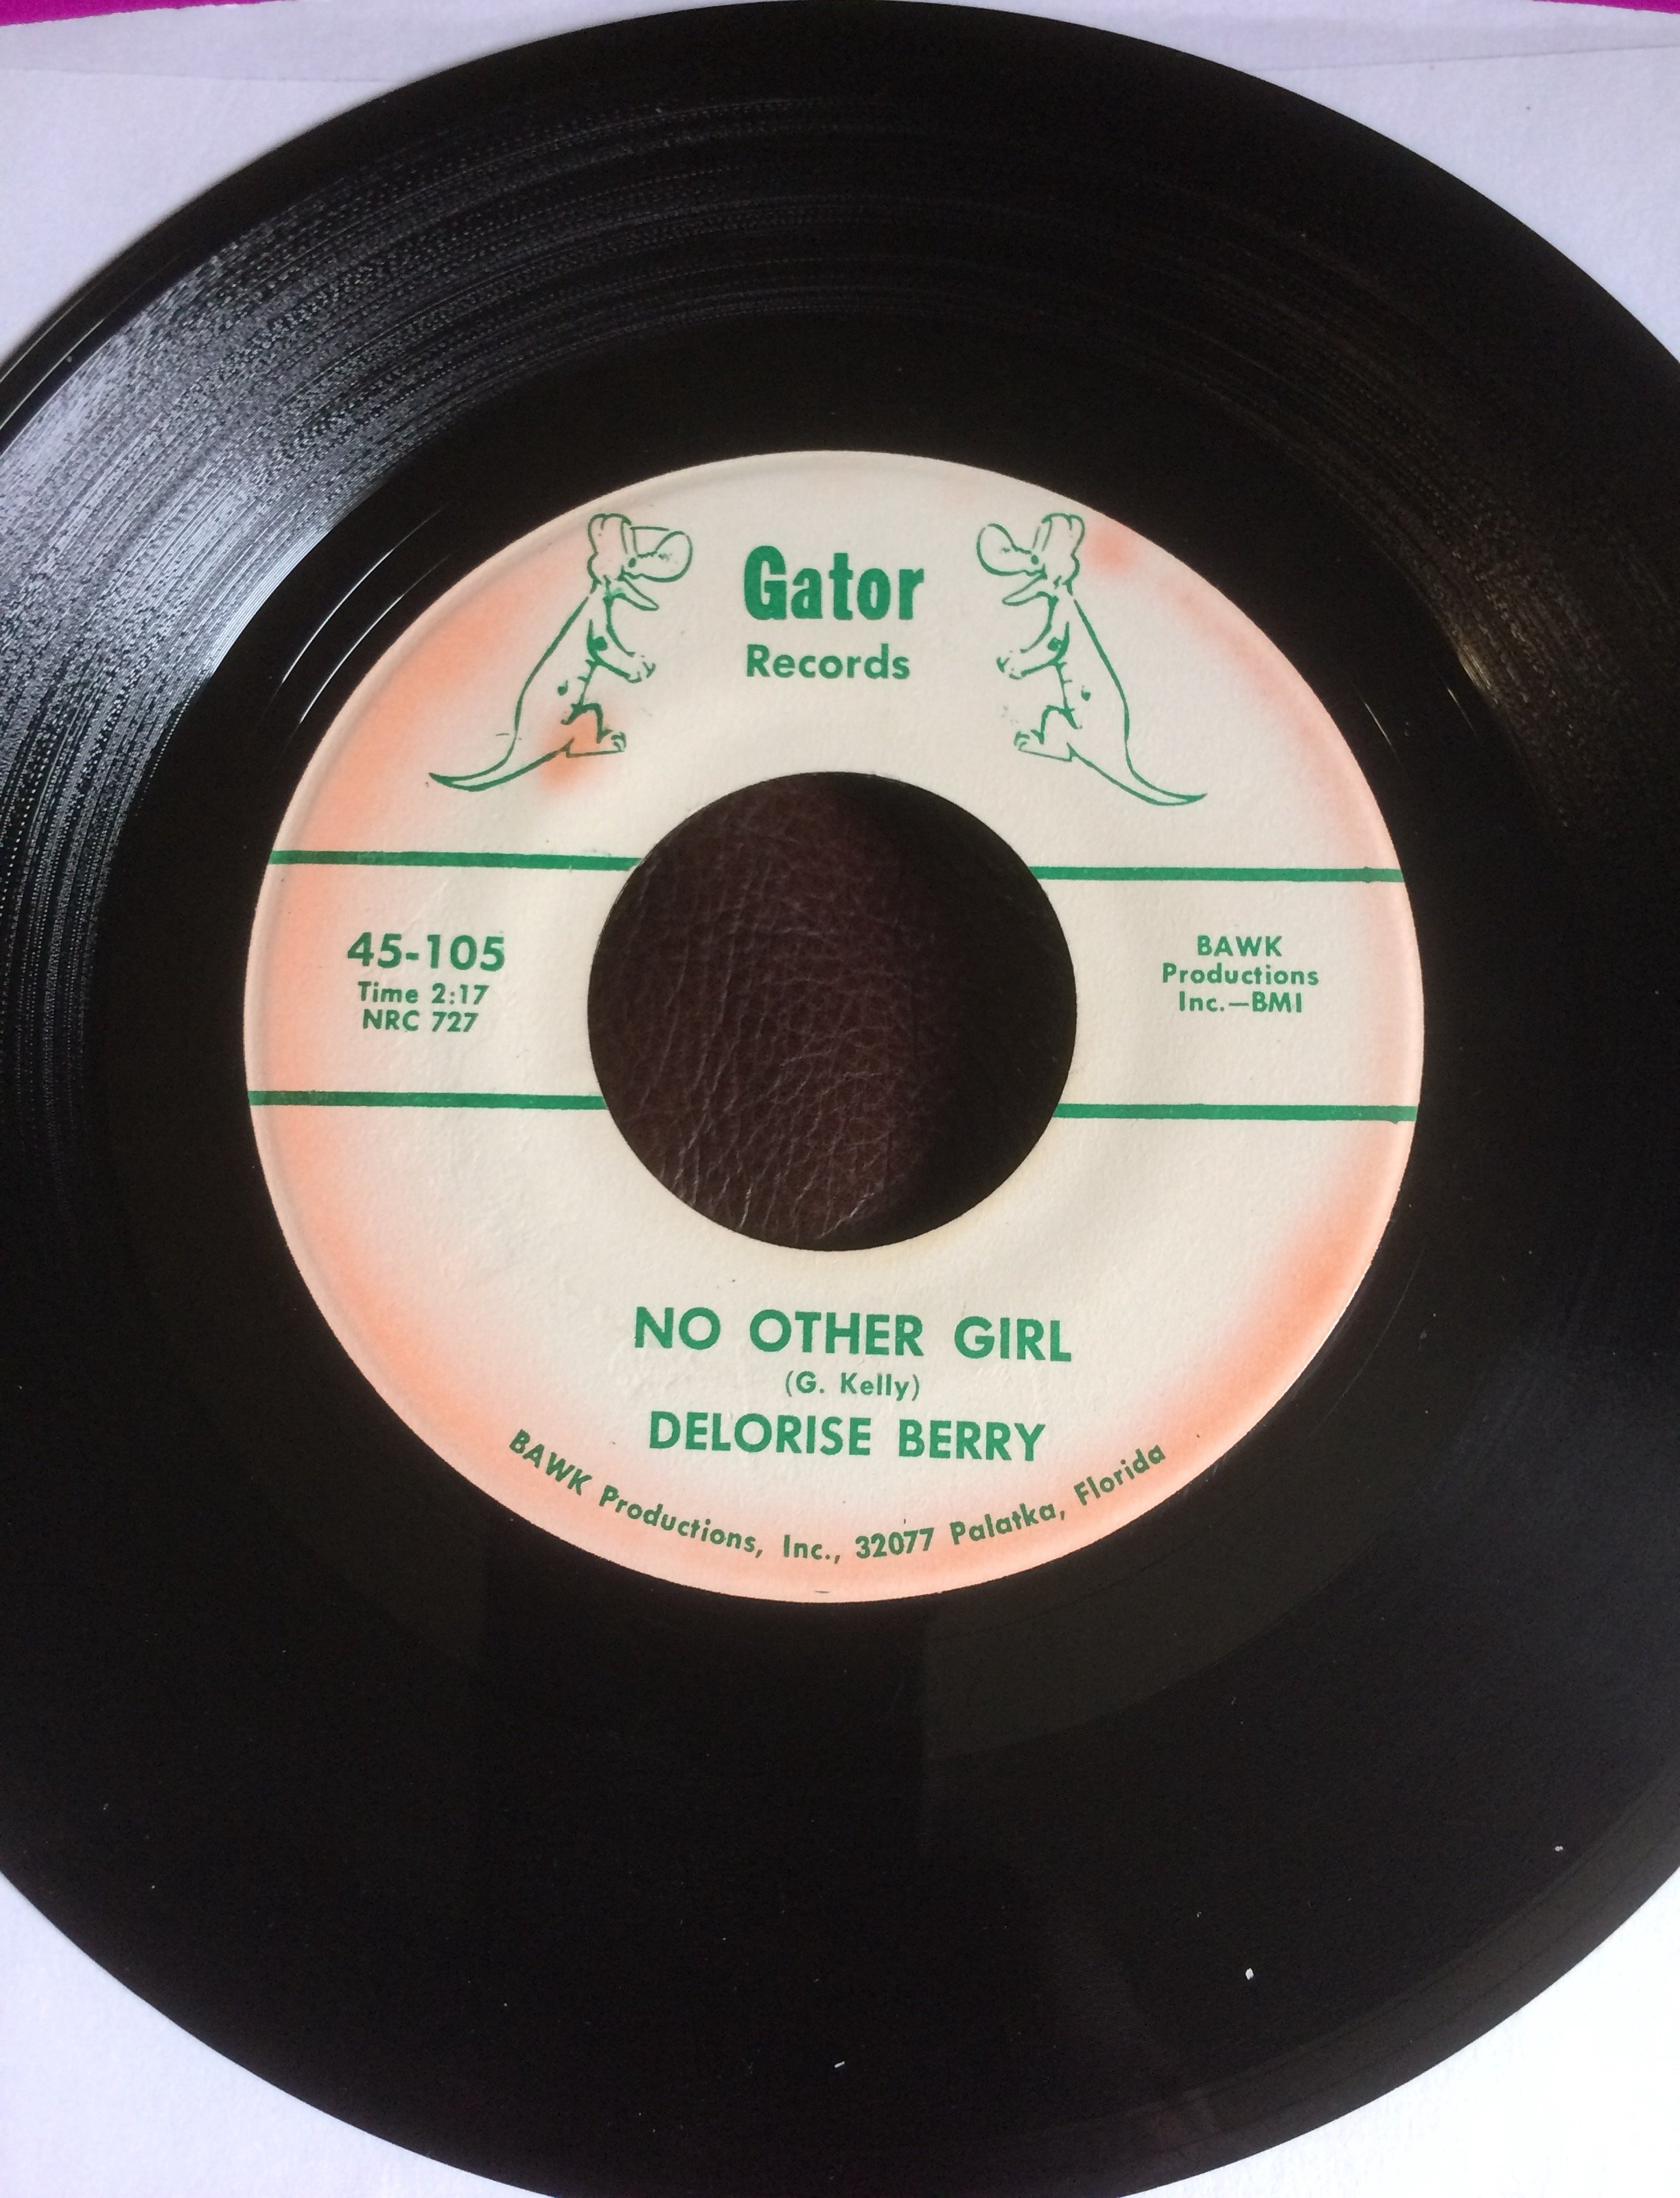 Gator
Records
45-105
Time 2:17
NRC 727
BAWK
Productions
Inc.—BMI
NO OTHER GIRL
(G. Kelly)
DELORISE BERRY
BAWK Productions, Inc., 32077 Palatka, Florida